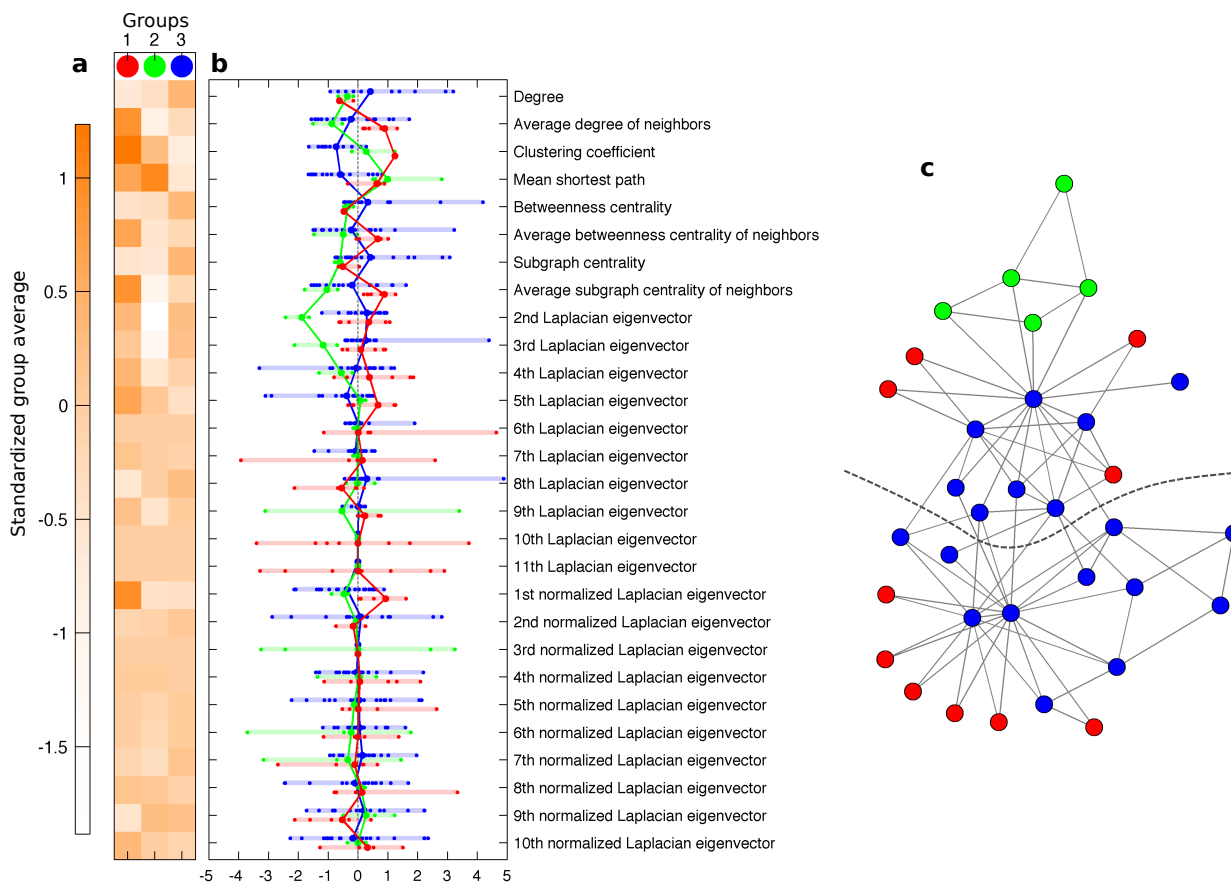 Groups
1 2 3
a
b
c
Standardized group average
1
0.5
0
-0.5
-1
-1.5
Degree
Average degree of neighbors
Clustering coefficient
Mean shortest path
Betweenness centrality
Average betweenness centrality of neighbors
Subgraph centrality
Average subgraph centrality of neighbors
2nd Laplacian eigenvector
3rd Laplacian eigenvector
4th Laplacian eigenvector
5th Laplacian eigenvector
6th Laplacian eigenvector
7th Laplacian eigenvector
8th Laplacian eigenvector
9th Laplacian eigenvector
10th Laplacian eigenvector
11th Laplacian eigenvector
1st normalized Laplacian eigenvector
2nd normalized Laplacian eigenvector
3rd normalized Laplacian eigenvector
4th normalized Laplacian eigenvector
5th normalized Laplacian eigenvector
6th normalized Laplacian eigenvector
7th normalized Laplacian eigenvector
8th normalized Laplacian eigenvector
9th normalized Laplacian eigenvector
10th normalized Laplacian eigenvector
-5 -4 -3 -2 -1 0 1 2 3 4 5